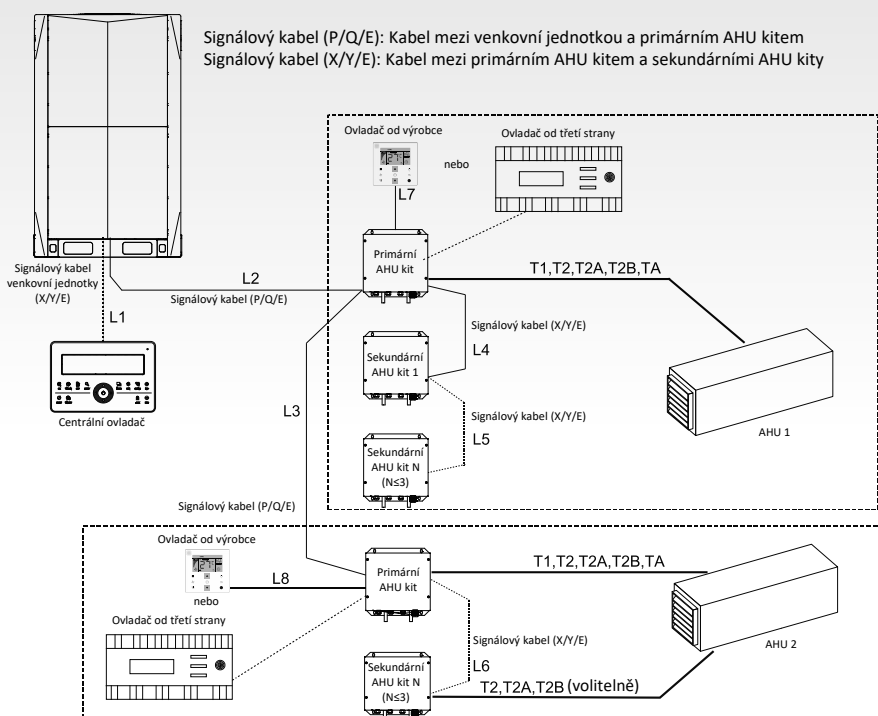 Signálový kabel (P/Q/E): Kabel mezi venkovní jednotkou a primárním AHU kitem
Signálový kabel (X/Y/E): Kabel mezi primárním AHU kitem a sekundárními AHU kity
Ovladač od výrobce
nebo
Ovladač od třetí strany
L7
Primární
AHU kit
T1,T2,T2A,T2B,TA
Signálový kabel
venkovní jednotky
(X/Y/E)
L2
Signálový kabel (P/Q/E)
L1
Centrální ovladač
Signálový kabel (X/Y/E)
L4
Sekundární
AHU kit 1
L3
Signálový kabel (X/Y/E)
L5
Sekundární
AHU kit N
(N≤3)
AHU 1
Signálový kabel (P/Q/E)
Ovladač od výrobce
nebo
L8
Primární
AHU kit
T1,T2,T2A,T2B,TA
Ovladač od třetí strany
Signálový kabel (X/Y/E)
L6
AHU 2
Sekundární
AHU kit N
(N≤3)
T2,T2A,T2B (volitelně)